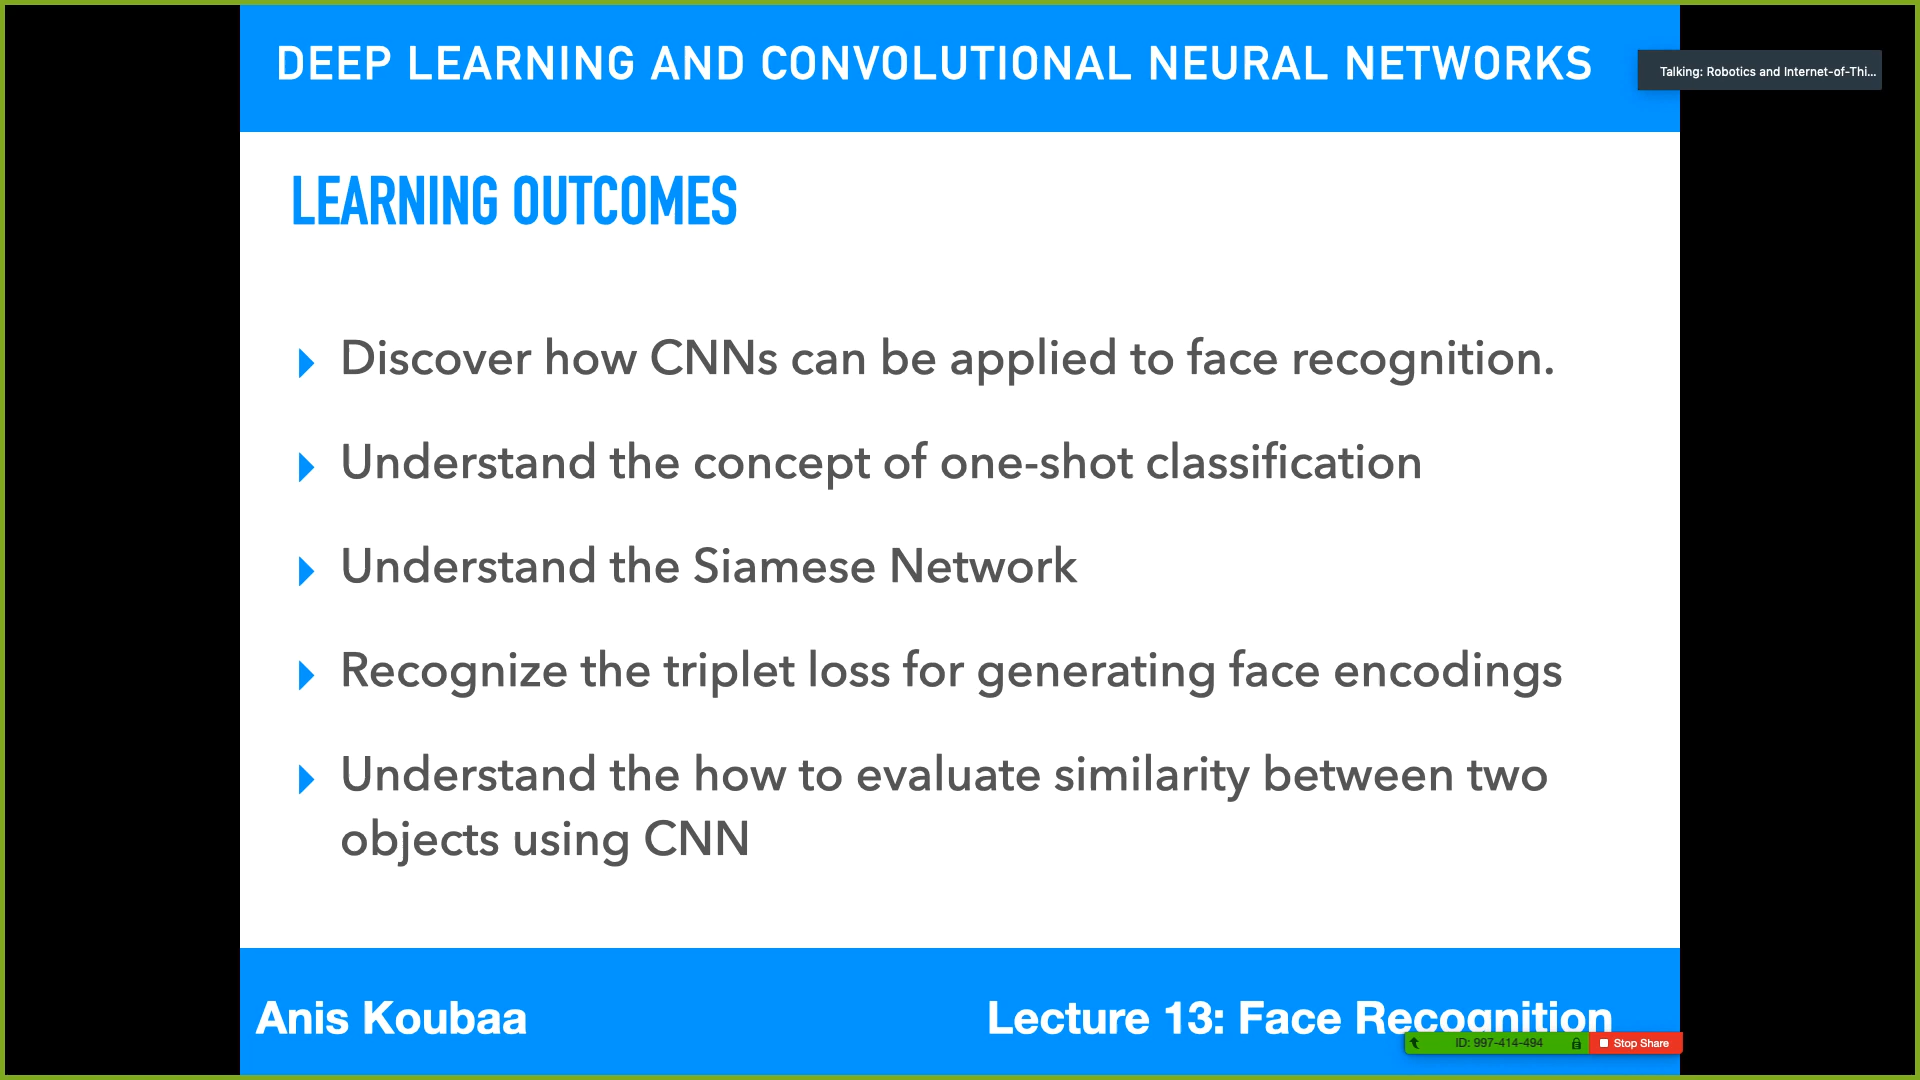 DEEP LEARNING AND CONVOLUTIONAL NEURAL NETWORKS
Talking: Robotics and Internet-of-Thi...
LEARNING OUTCOMES
Discover how CNNs can be applied to face recognition.
Understand the concept of one-shot classification
Understand the Siamese Network
Recognize the triplet loss for generating face encodings
Understand the how to evaluate similarity between two
objects using CNN
Anis Koubaa
Lecture 13: Face Recognition
ID: 997-414-494
Stop Share